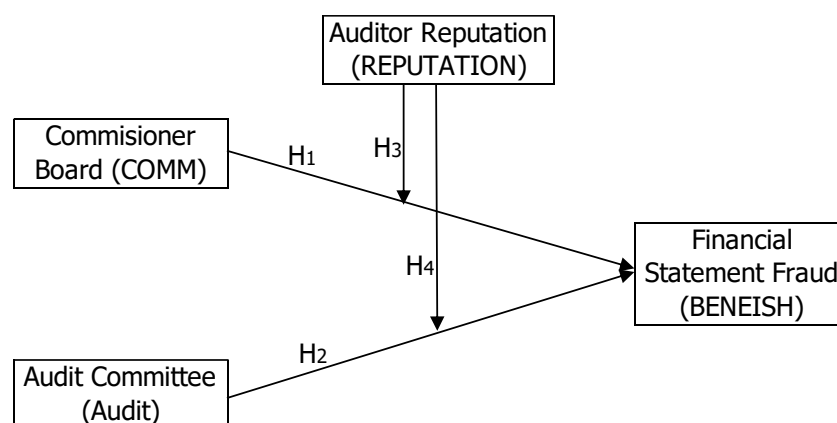 Auditor Reputation
(REPUTATION)
Commisioner
Board (COMM)
H1
H3
Financial
Statement Fraud
(BENEISH)
H4
H2
Audit Committee
(Audit)